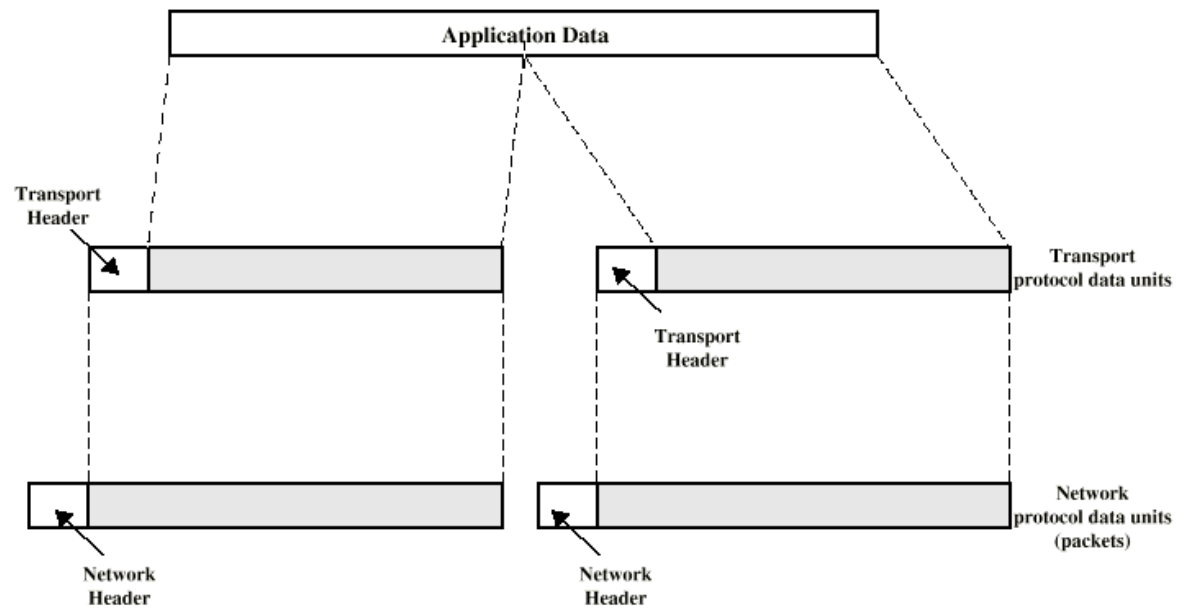 Application Data
Transport
Header
Transport
protocol data units
Transport
Header
Network
protocol data units
(packets)
Network
Header
Network
Header